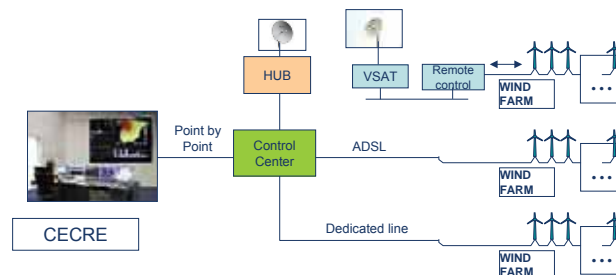 HUB
VSAT
Remote
control
WIND
FARM
...
Point by
Point
Control
Center
ADSL
WIND
FARM
...
CECRE
Dedicated line
WIND
FARM
...